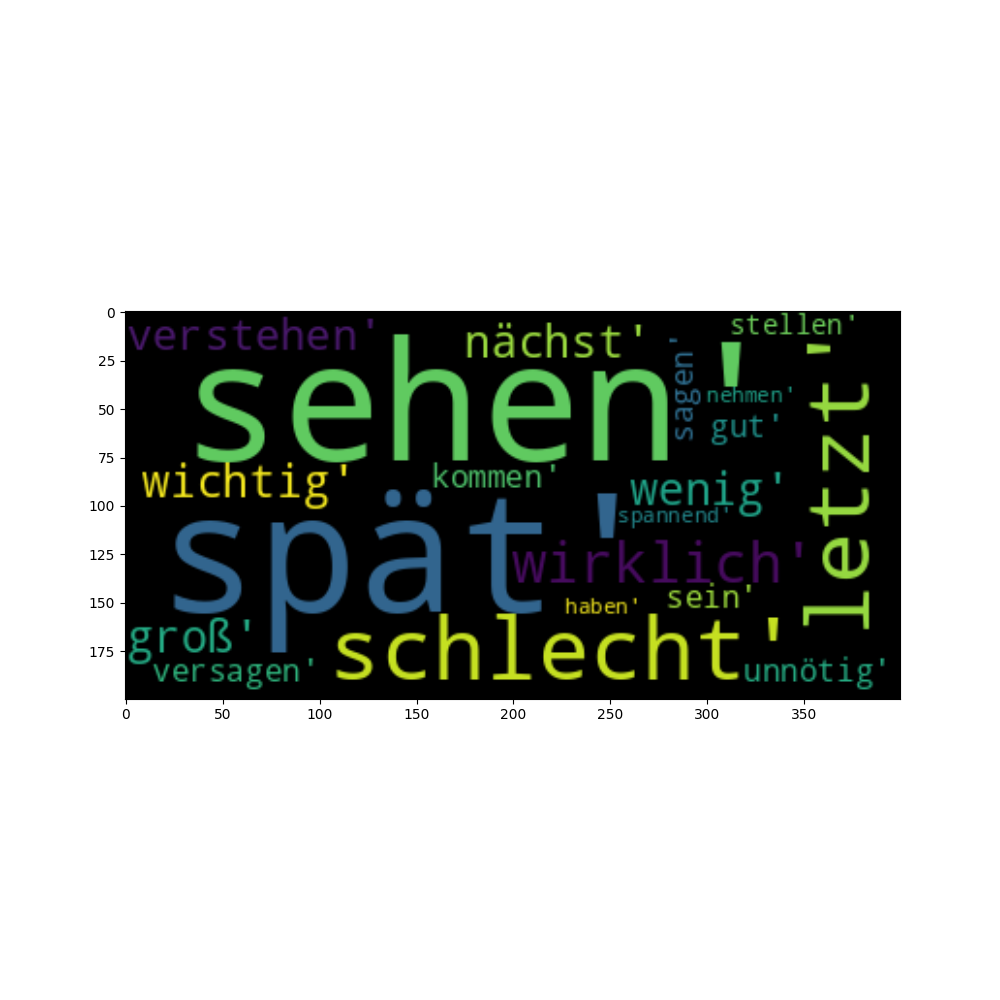 0
25
50
75
100
125
150
175
verstehen'
nächst'
stellen'
sehen'
sagen'
nehmen'
gut'
letzt'
wichtig'
kommen'
wenig'
spannend'
spät'
wirklich'
haben'
sein'
groß'
schlecht'
versagen'
unnötig'
0 50 100 150 200 250 300 350